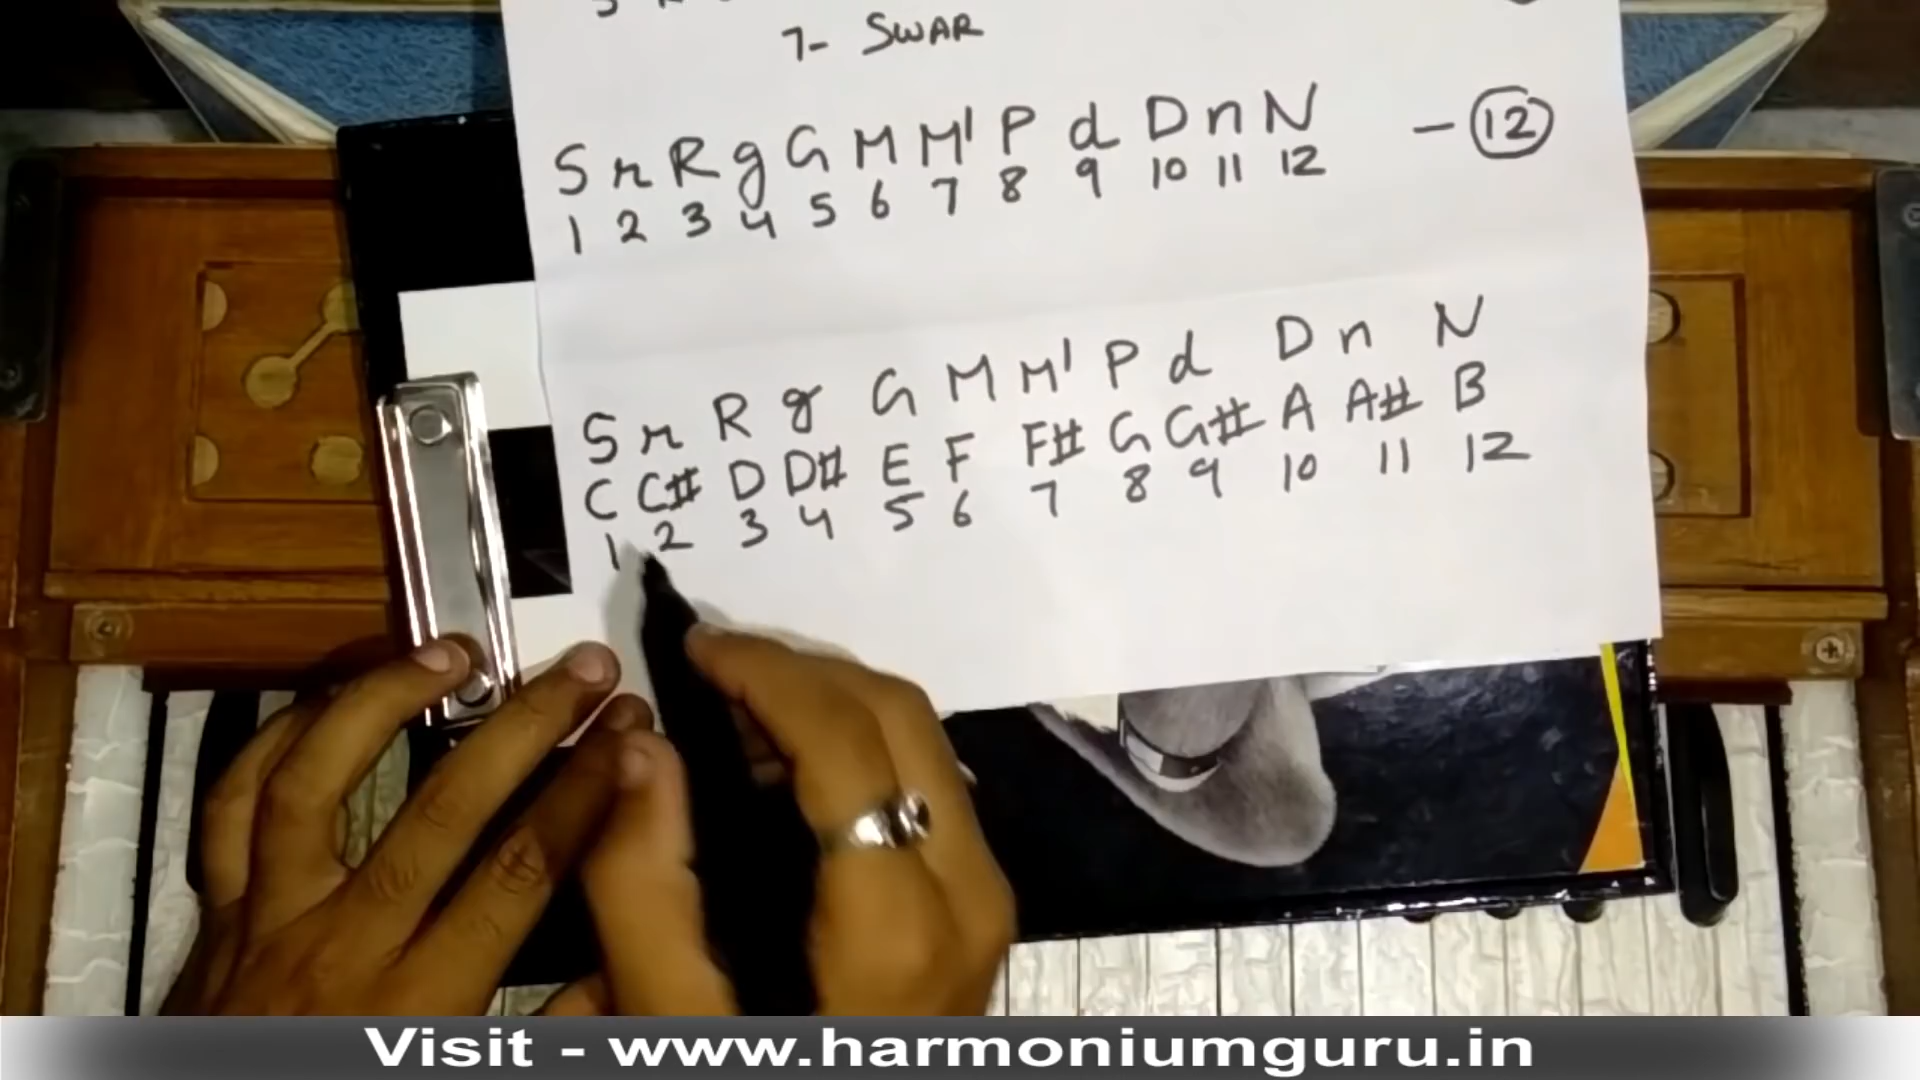 7- SWAR
S r R g G M M' P d D n N - 12
1 2 3 4 5 6 7 8 9 10 11 12
S r R g G M M' P d D n N
C C# D D# E F F# G G# A A# B
1 2 3 4 5 6 7 8 9 10 11 12
Visit - www.harmoniumguru.in